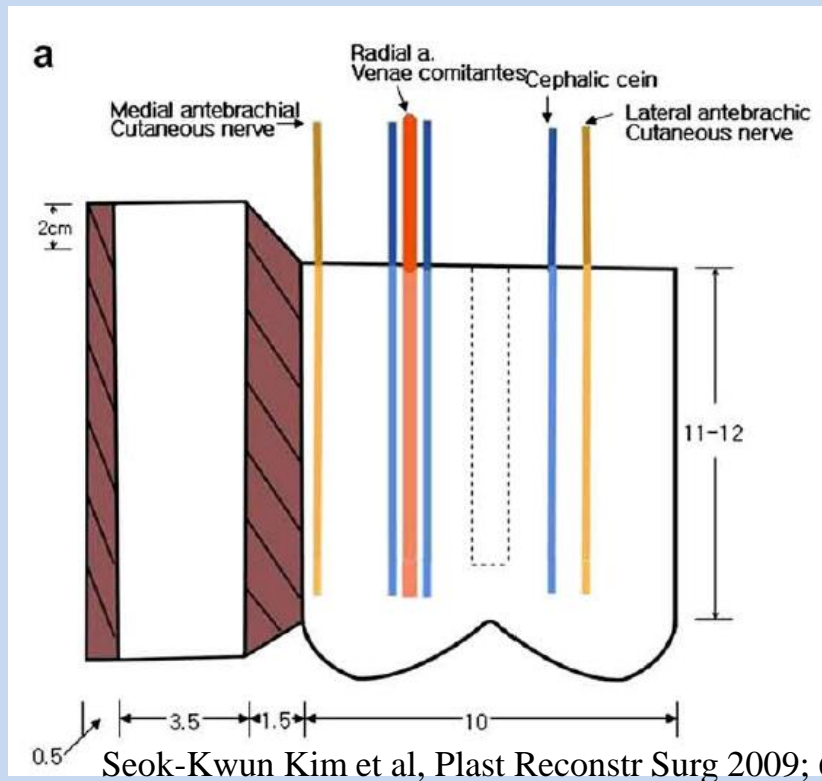 a
Radial a.
Venae comitantes
Cephalic cein
Medial antebrachial
Cutaneous nerve
Lateral antebrachic
Cutaneous nerve
2cm
11-12
3.5
1.5
10
0.5
Seok-Kwun Kim et al, Plast Reconstr Surg 2009;